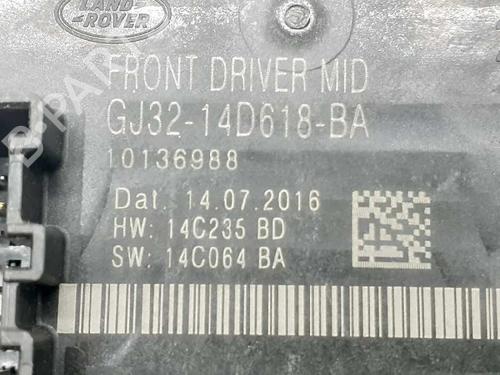 LAND-
ROVER
FRONT DRIVER MID
GJ32-14D618-BA
10136988
Dat. 14.07.2016
HW: 14C235 BD
SW: 14C064 BA